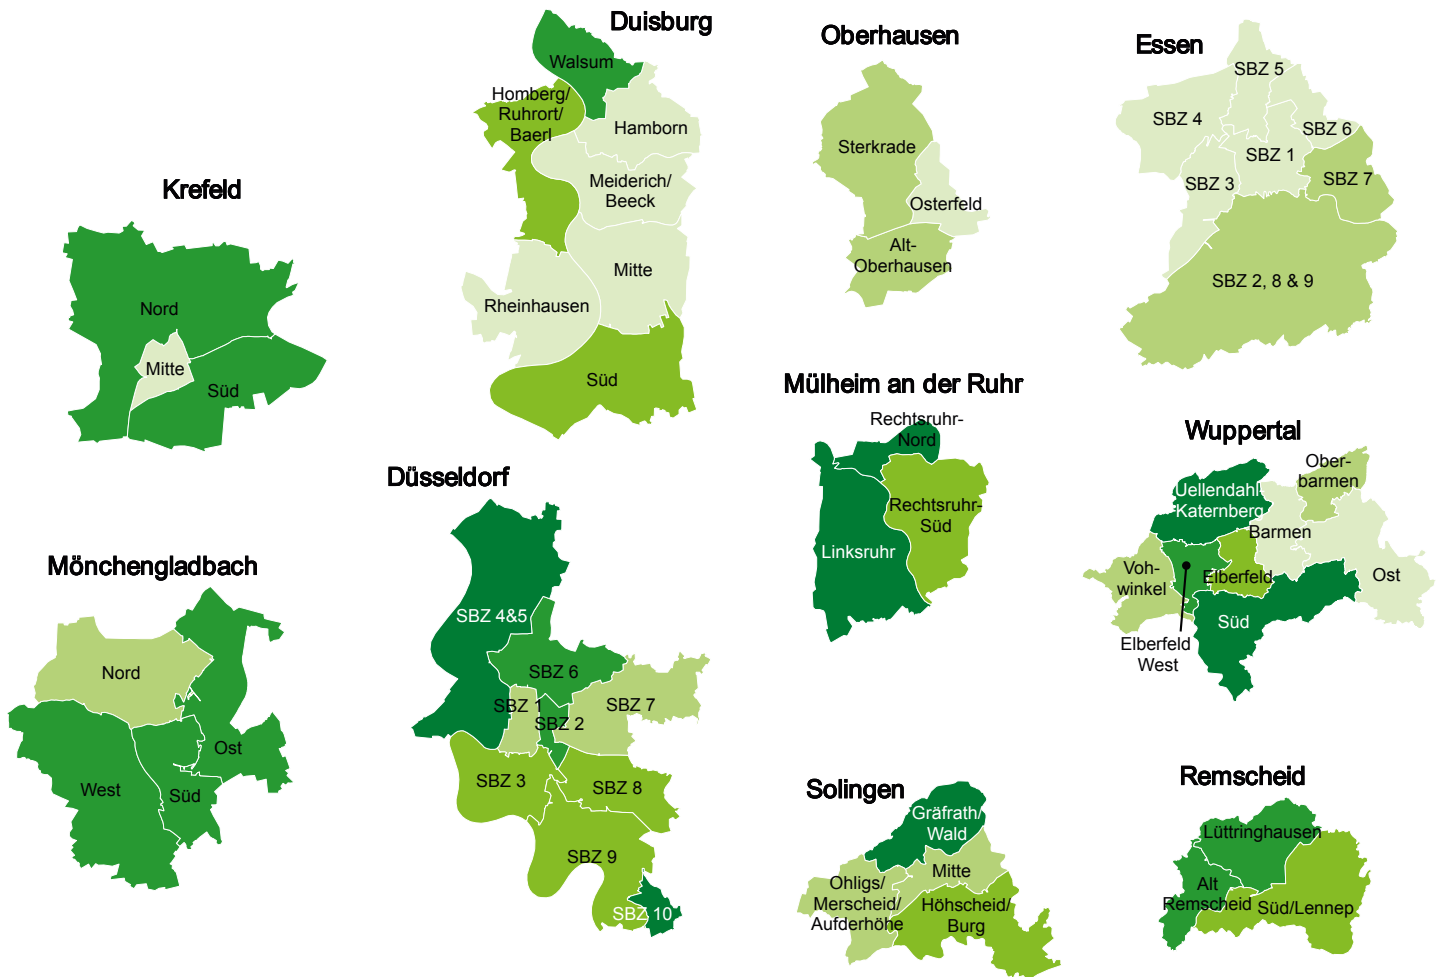 Duisburg
Walsum
Homberg/
Ruhrort/
Baerl
Hamborn
Meiderich/
Beeck
Mitte
Rheinhausen
Süd
Oberhausen
Sterkrade
Osterfeld
Alt-
Oberhausen
Essen
SBZ 5
SBZ 4
SBZ 6
SBZ 1
SBZ 3
SBZ 7
SBZ 2, 8 & 9
Krefeld
Nord
Mitte
Süd
Mülheim an der Ruhr
Rechtsruhr-
Nord
Rechtsruhr-
Süd
Linksruhr
Wuppertal
Ober-
barmen
Uellendahl-
Katernberg
Barmen
Voh-
winkel
Elberfeld
Ost
Süd
Elberfeld
West
Düsseldorf
SBZ 4&5
SBZ 6
SBZ 1
SBZ 2
SBZ 7
SBZ 3
SBZ 8
SBZ 9
SBZ 10
Mönchengladbach
Nord
Ost
West
Süd
Solingen
Gräfrath/
Wald
Mitte
Ohligs/
Merscheid/
Aufderhöhe
Höhscheid/
Burg
Remscheid
Lüttringhausen
Alt
Remscheid
Süd/Lennep